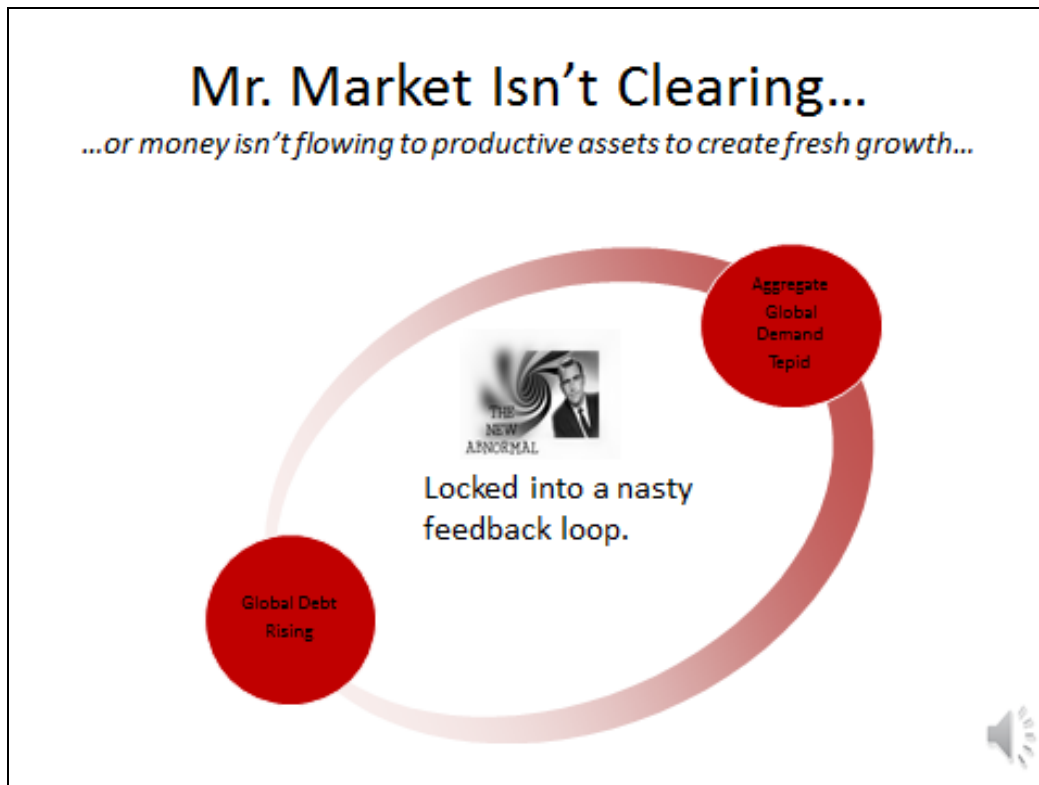 Mr. Market Isn’t Clearing…
…or money isn’t flowing to productive assets to create fresh growth…
Aggregate
Global
Demand
Tepid
THE
NEW
ABNORMAL
Locked into a nasty
feedback loop.
Global Debt
Rising